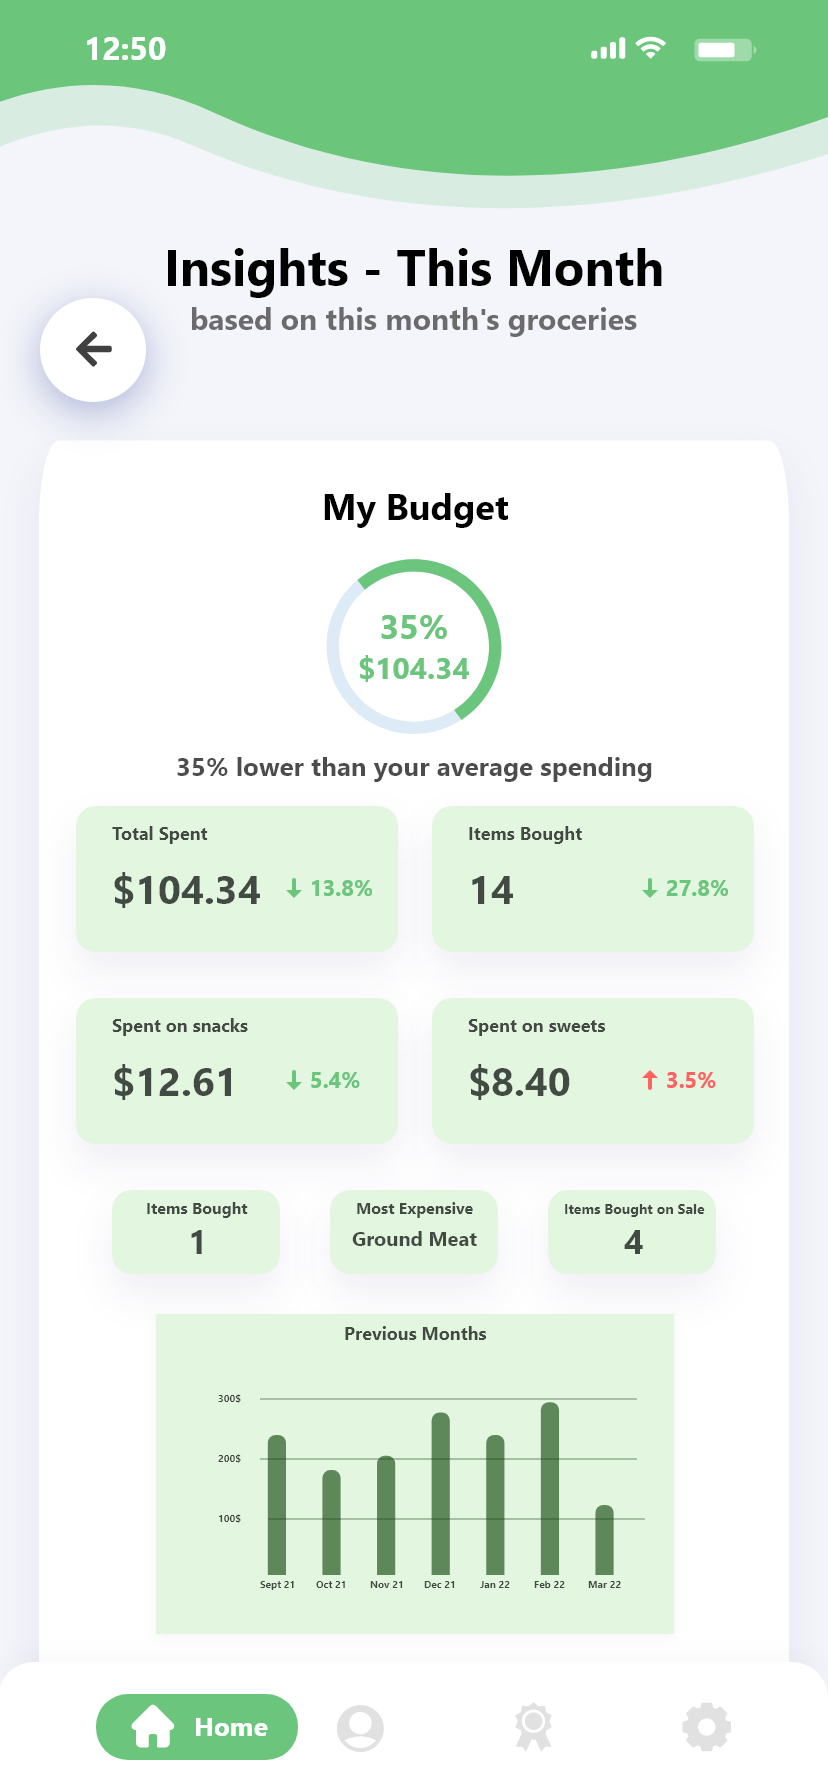 12:50
Insights - This Month
based on this month's groceries
My Budget
35%
$104.34
35% lower than your average spending
Total Spent
$104.34 ↓ 13.8%
Items Bought
14 ↓ 27.8%
Spent on snacks
$12.61 ↓ 5.4%
Spent on sweets
$8.40 ↑ 3.5%
Items Bought
1
Most Expensive
Ground Meat
Items Bought on Sale
4
Previous Months
300$
200$
100$
Sept 21 Oct 21 Nov 21 Dec 21 Jan 22 Feb 22 Mar 22
Home